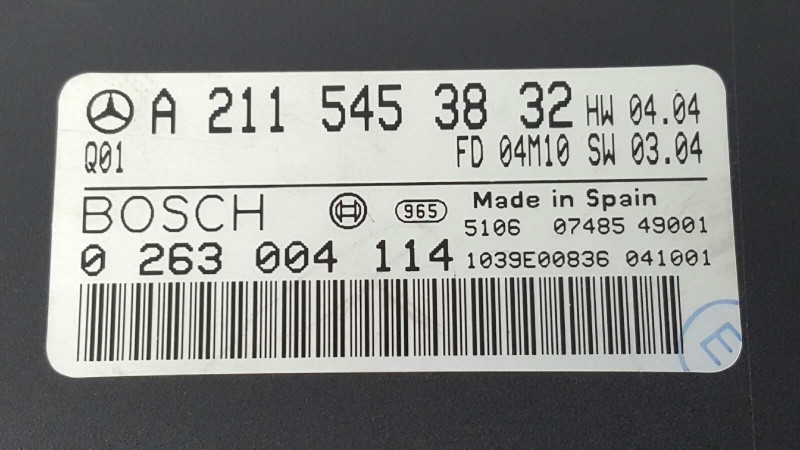 A 211 545 38 32 HW 04.04
Q01 FD 04M10 SW 03.04
BOSCH 965 Made in Spain
5106 07485 49001
0 263 004 114 1039E00836 041001
E